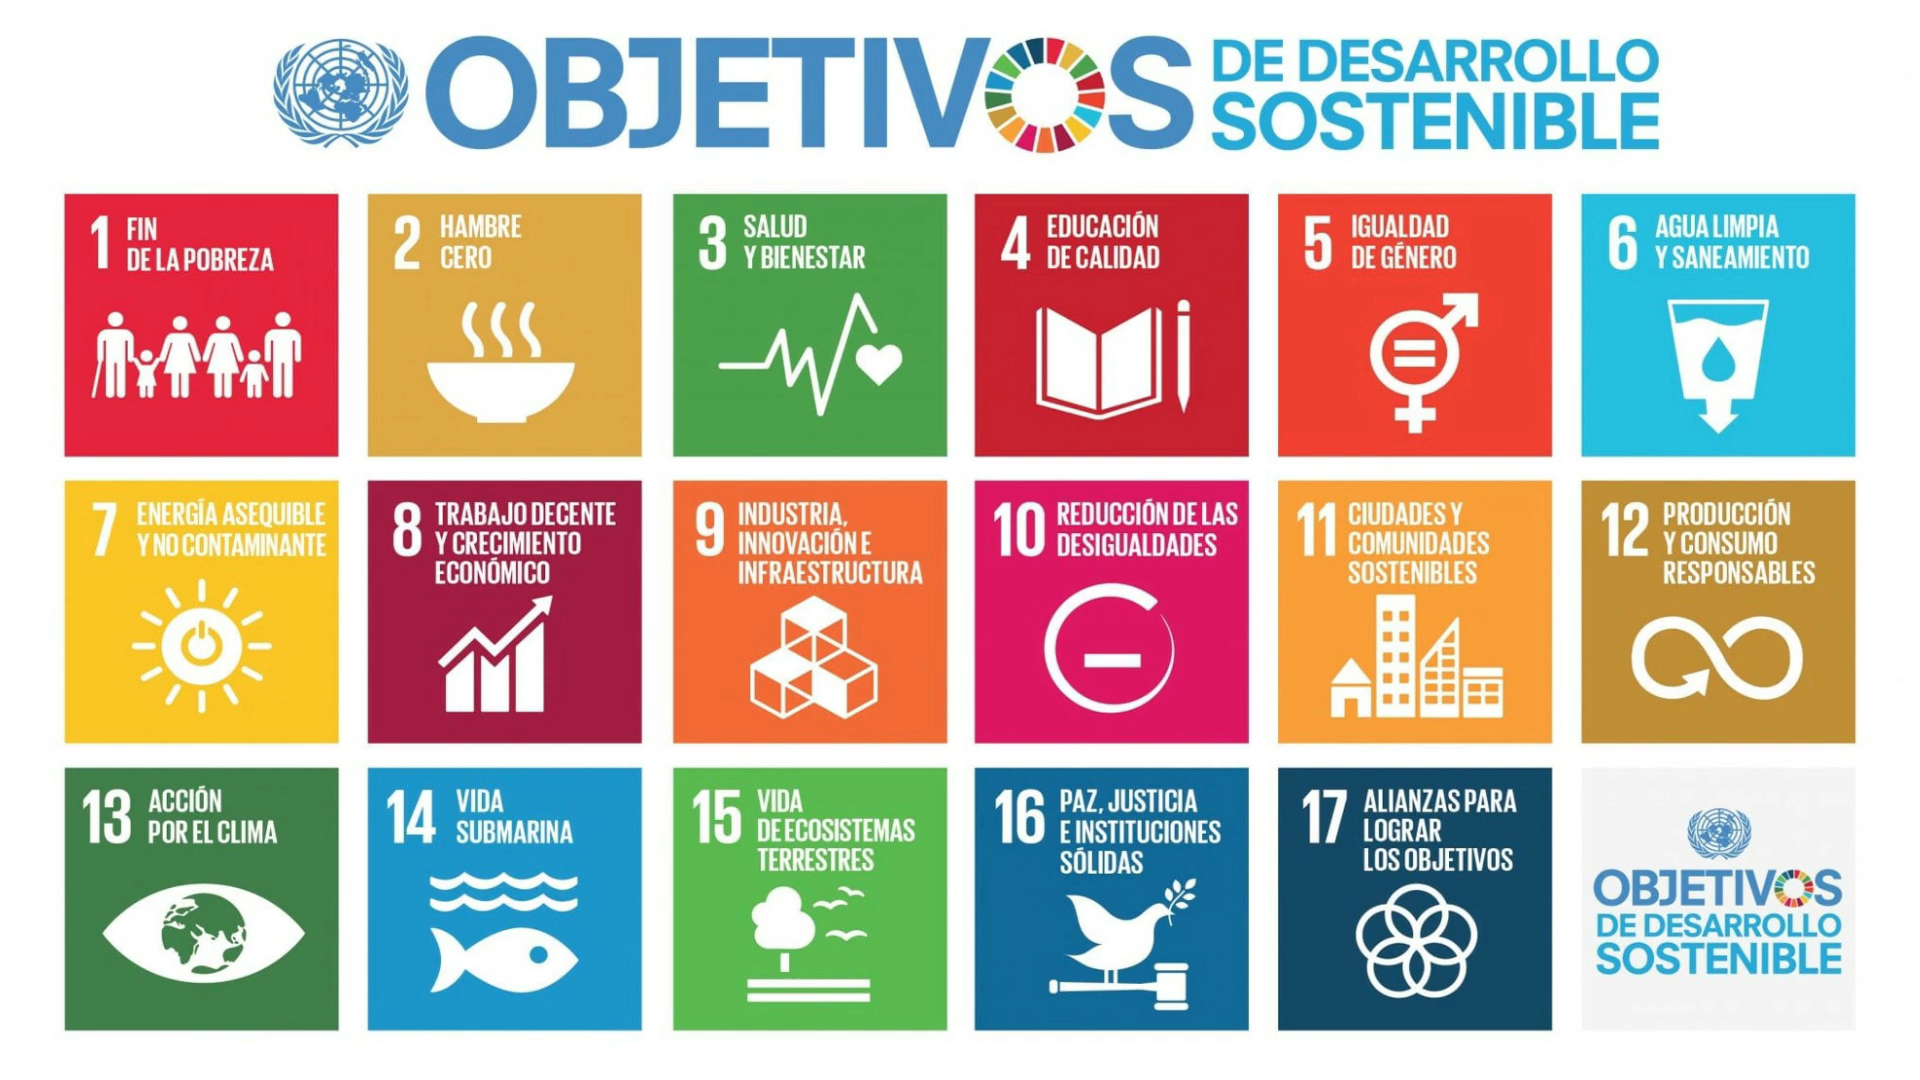 OBJETIVOS
DE DESARROLLO
SOSTENIBLE
1 FIN
DE LA POBREZA
2 HAMBRE
CERO
3 SALUD
Y BIENESTAR
4 EDUCACIÓN
DE CALIDAD
5 IGUALDAD
DE GÉNERO
6 AGUA LIMPIA
Y SANEAMIENTO
7 ENERGÍA ASEQUIBLE
Y NO CONTAMINANTE
8 TRABAJO DECENTE
Y CRECIMIENTO
ECONÓMICO
9 INDUSTRIA,
INNOVACIÓN E
INFRAESTRUCTURA
10 REDUCCIÓN DE LAS
DESIGUALDADES
11 CIUDADES Y
COMUNIDADES
SOSTENIBLES
12 PRODUCCIÓN
Y CONSUMO
RESPONSABLES
13 ACCIÓN
POR EL CLIMA
14 VIDA
SUBMARINA
15 VIDA
DE ECOSISTEMAS
TERRESTRES
16 PAZ, JUSTICIA
E INSTITUCIONES
SÓLIDAS
17 ALIANZAS PARA
LOGRAR
LOS OBJETIVOS
OBJETIVOS
DE DESARROLLO
SOSTENIBLE